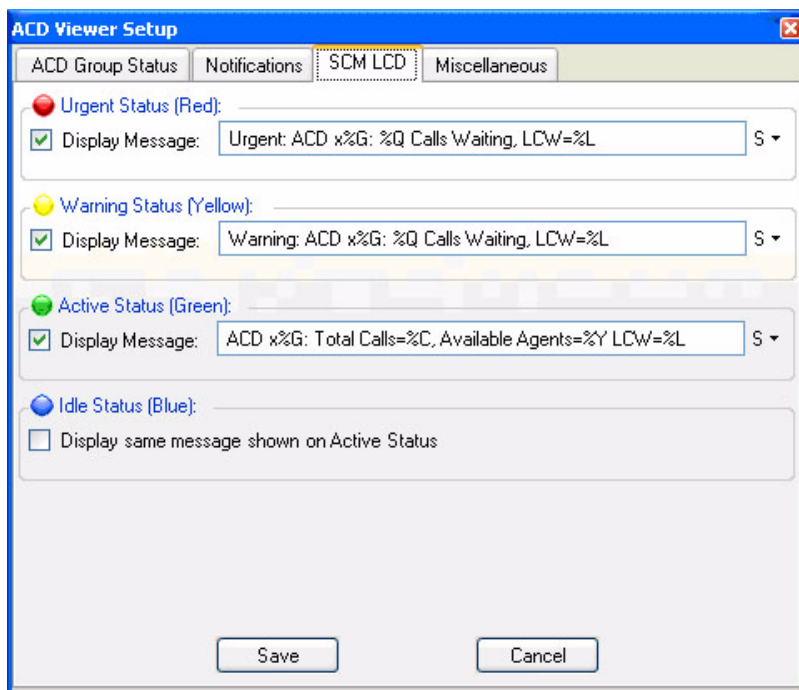 ACD Viewer Setup
ACD Group Status Notifications SCM LCD Miscellaneous
Urgent Status (Red):
Display Message: Urgent: ACD x%G: %Q Calls Waiting, LCW=%L S
Warning Status (Yellow):
Display Message: Warning: ACD x%G: %Q Calls Waiting, LCW=%L S
Active Status (Green):
Display Message: ACD x%G: Total Calls=%C, Available Agents=%Y LCW=%L S
Idle Status (Blue):
Display same message shown on Active Status
Save Cancel